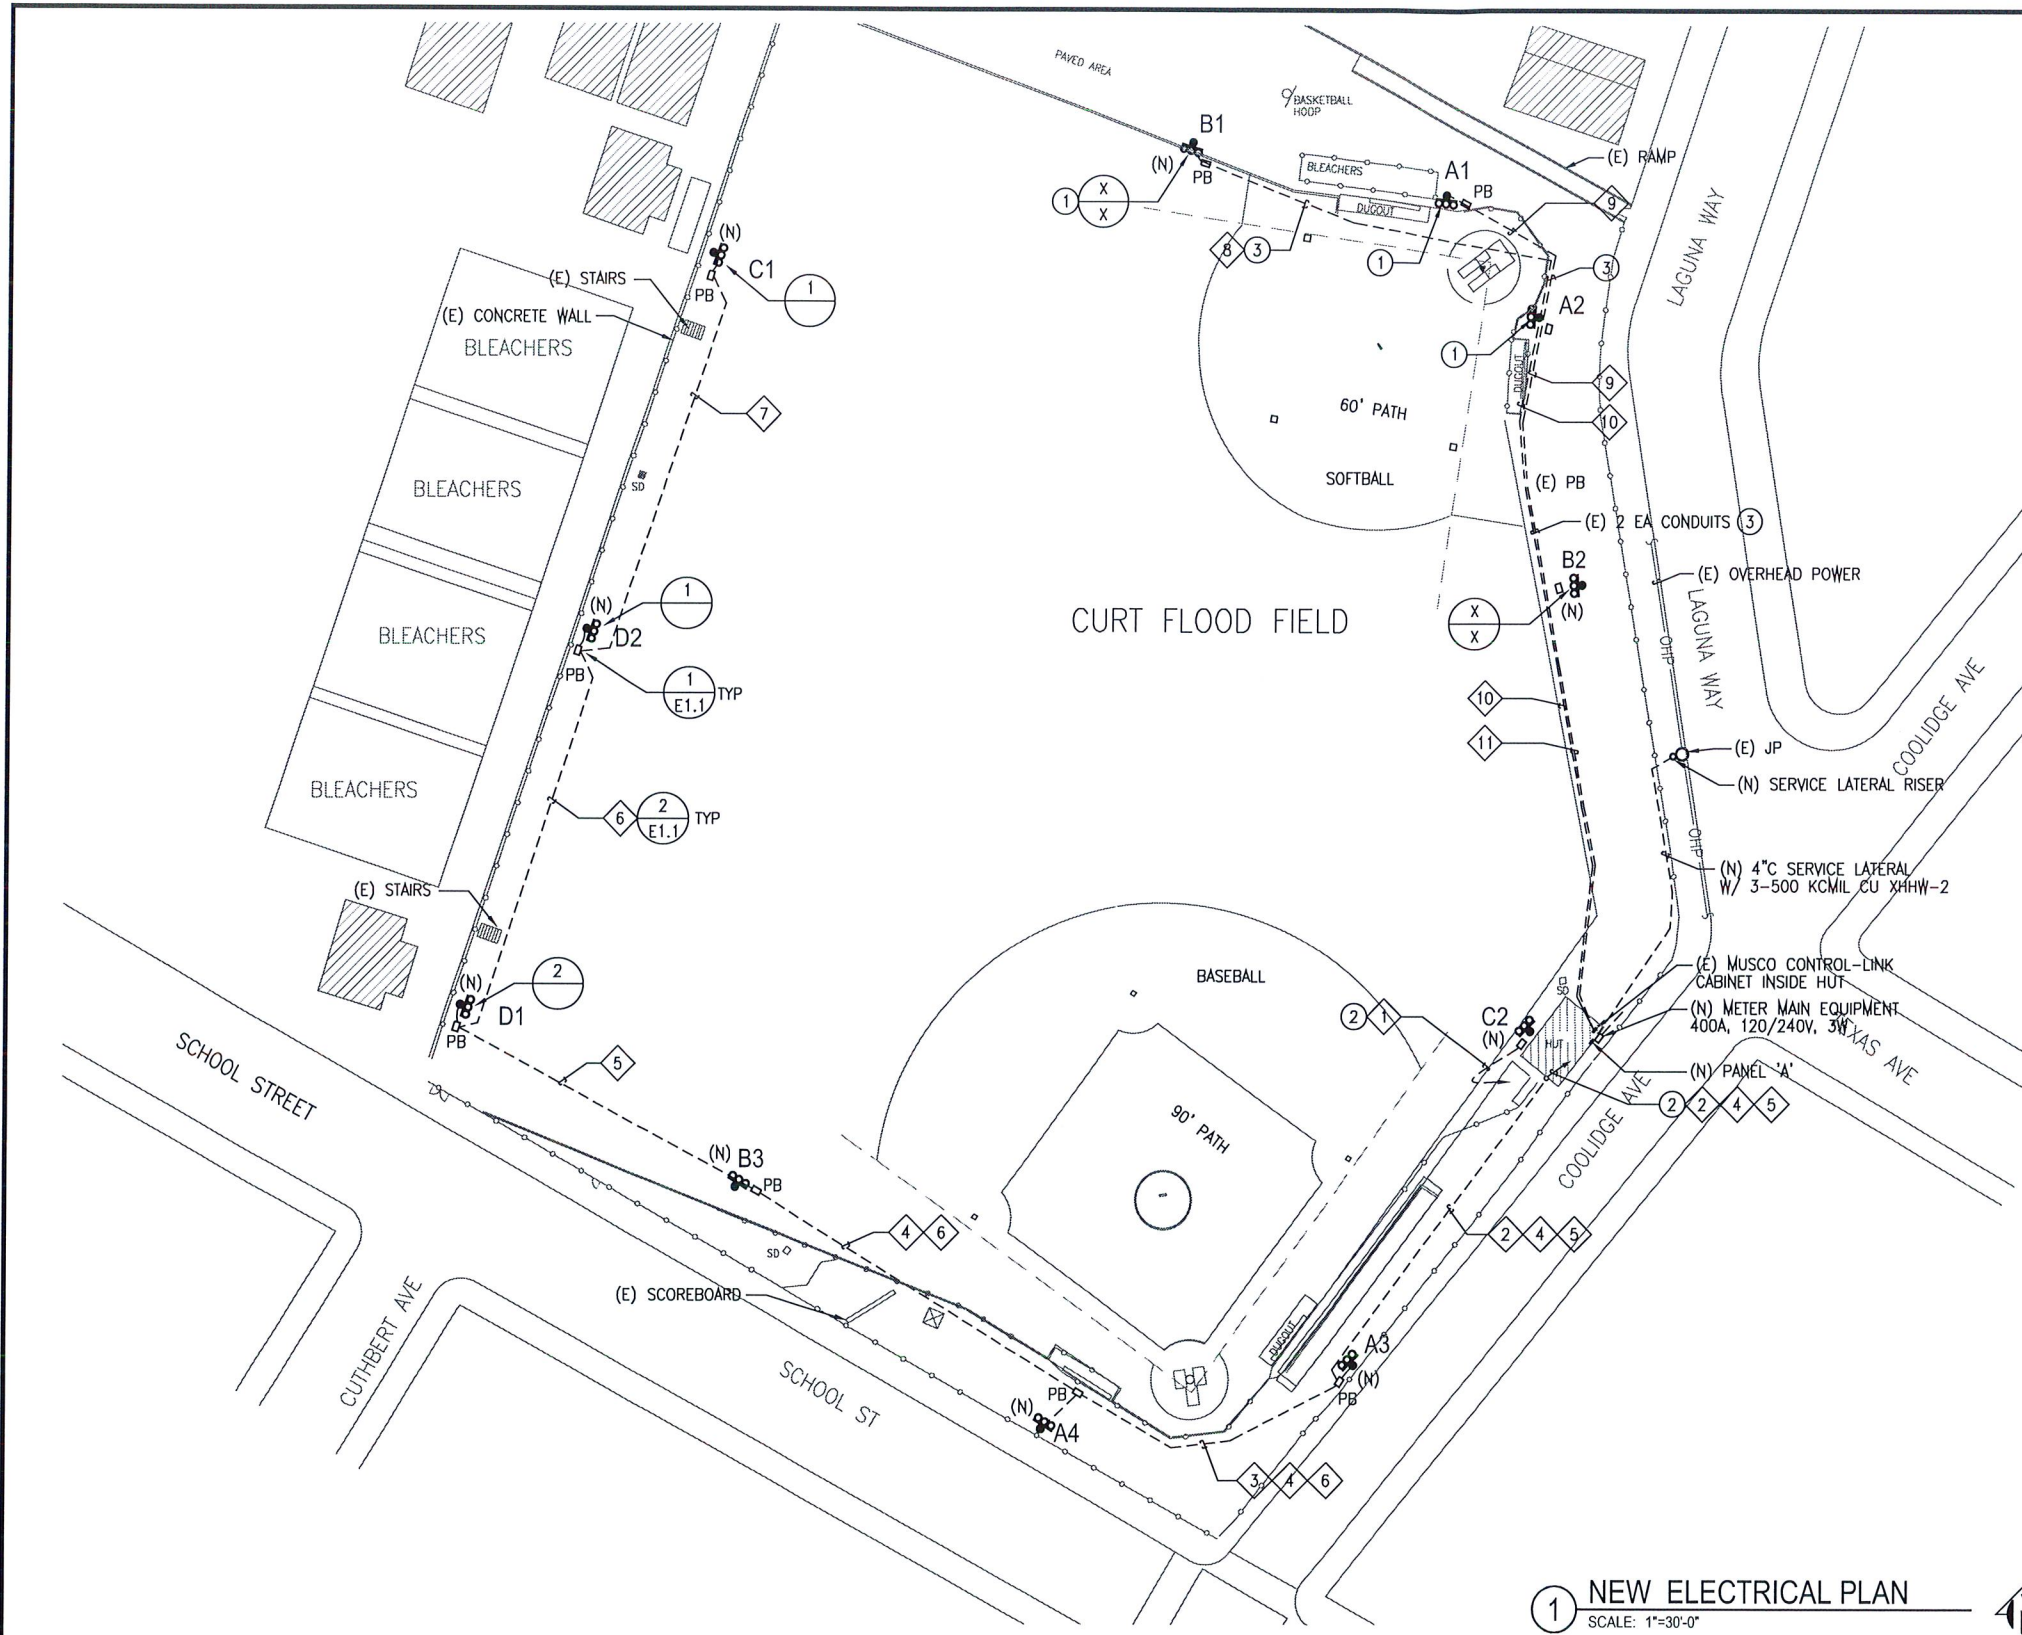 PAVED AREA
BASKETBALL
HOOP
B1
(N)
PB
1
X
X
BLEACHERS
A1
PB
DUGOUT
(E) RAMP
9
LAGUNA WAY
8
3
1
3
A2
1
DUGOUT
9
10
(N)
C1
PB
1
(E) STAIRS
(E) CONCRETE WALL
BLEACHERS
7
60' PATH
SOFTBALL
(E) PB
(E) 2 EA CONDUITS
3
BLEACHERS
SD
B2
(N)
X
X
(E) OVERHEAD POWER
LAGUNA WAY
OHP
(N)
1
D2
PB
1
E1.1
TYP
CURT FLOOD FIELD
BLEACHERS
10
11
COOLIDGE AVE
(E) JP
(N) SERVICE LATERAL RISER
BLEACHERS
6
2
E1.1
TYP
OHP
(N) 4"C SERVICE LATERAL
W/ 3-500 KCMIL CU XHHW-2
(E) STAIRS
(N)
2
D1
PB
BASEBALL
SD
(E) MUSCO CONTROL-LINK
CABINET INSIDE HUT
(N) METER MAIN EQUIPMENT
400A, 120/240V, 3W
TEXAS AVE
2
1
C2
(N)
HUT
(N) PANEL 'A'
2
2
4
5
COOLIDGE AVE
SCHOOL STREET
5
90' PATH
(N)
B3
PB
4
6
SD
2
4
5
(E) SCOREBOARD
CUTHBERT AVE
SCHOOL ST
DUGOUT
A3
(N)
PB
PB
(N)
A4
3
4
6
1
NEW ELECTRICAL PLAN
SCALE: 1"=30'-0"